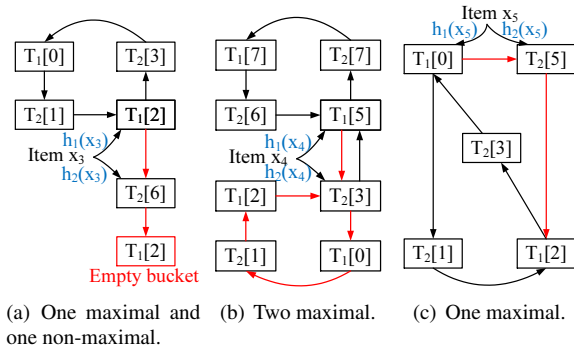 T1[0]
T2[3]
T2[1]
T1[2]
h1(x3)
Item x3
h2(x3)
T2[6]
T1[2]
Empty bucket
(a) One maximal and
one non-maximal.
T1[7]
T2[7]
T2[6]
T1[5]
h1(x4)
Item x4
h2(x4)
T1[2]
T2[3]
T2[1]
T1[0]
(b) Two maximal.
Item x5
h1(x5)
h2(x5)
T1[0]
T2[5]
T2[3]
T2[1]
T1[2]
(c) One maximal.